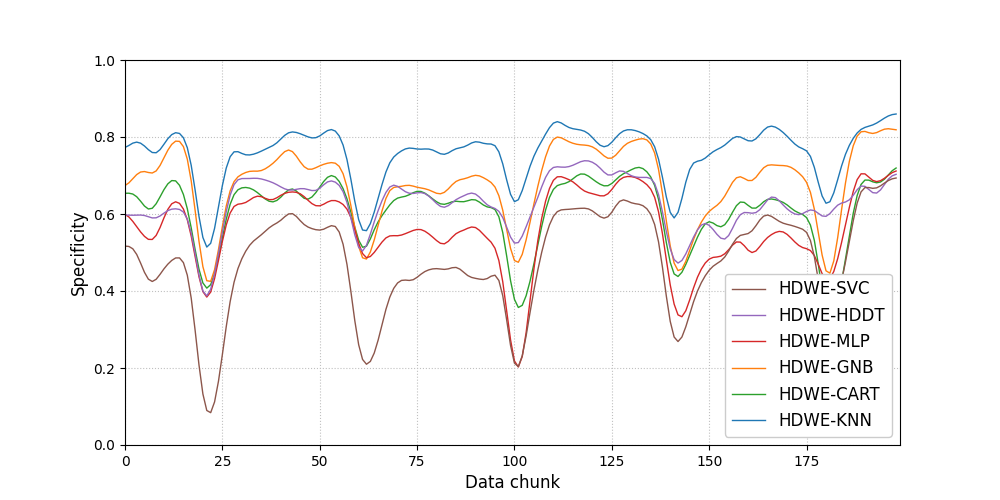 1.0
0.8
0.6
0.4
0.2
0.0
Specificity
0 25 50 75 100 125 150 175
Data chunk
HDWE-SVC
HDWE-HDDT
HDWE-MLP
HDWE-GNB
HDWE-CART
HDWE-KNN